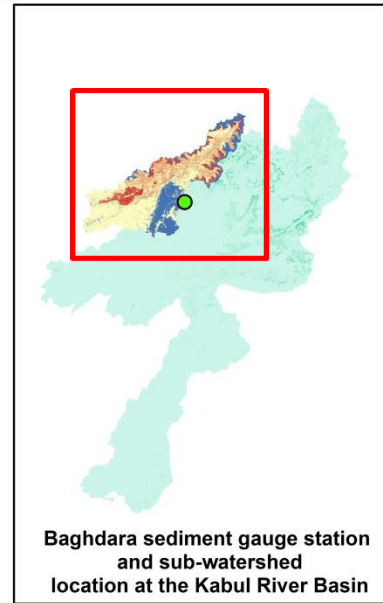 Baghdara sediment gauge station
and sub-watershed
location at the Kabul River Basin